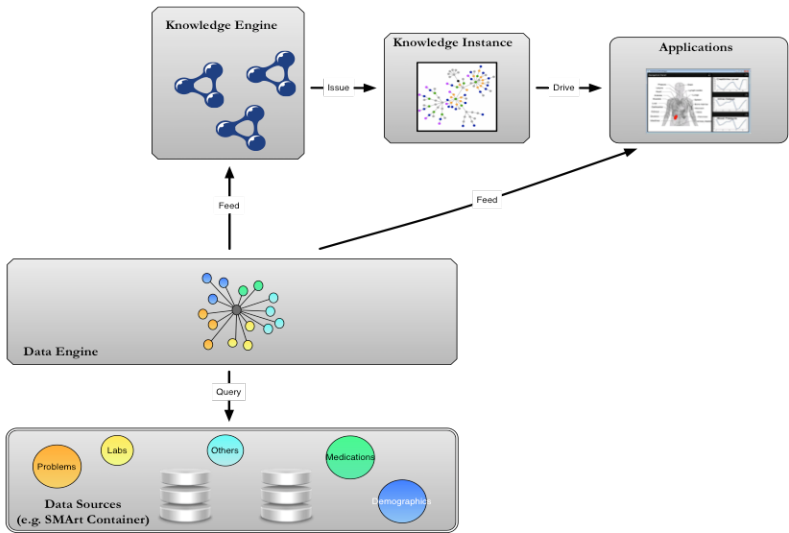 Knowledge Engine
Knowledge Instance
Applications
Issue
Drive
Feed
Feed
Data Engine
Query
Problems
Labs
Others
Medications
Demographics
Data Sources
(e.g. SMArt Container)